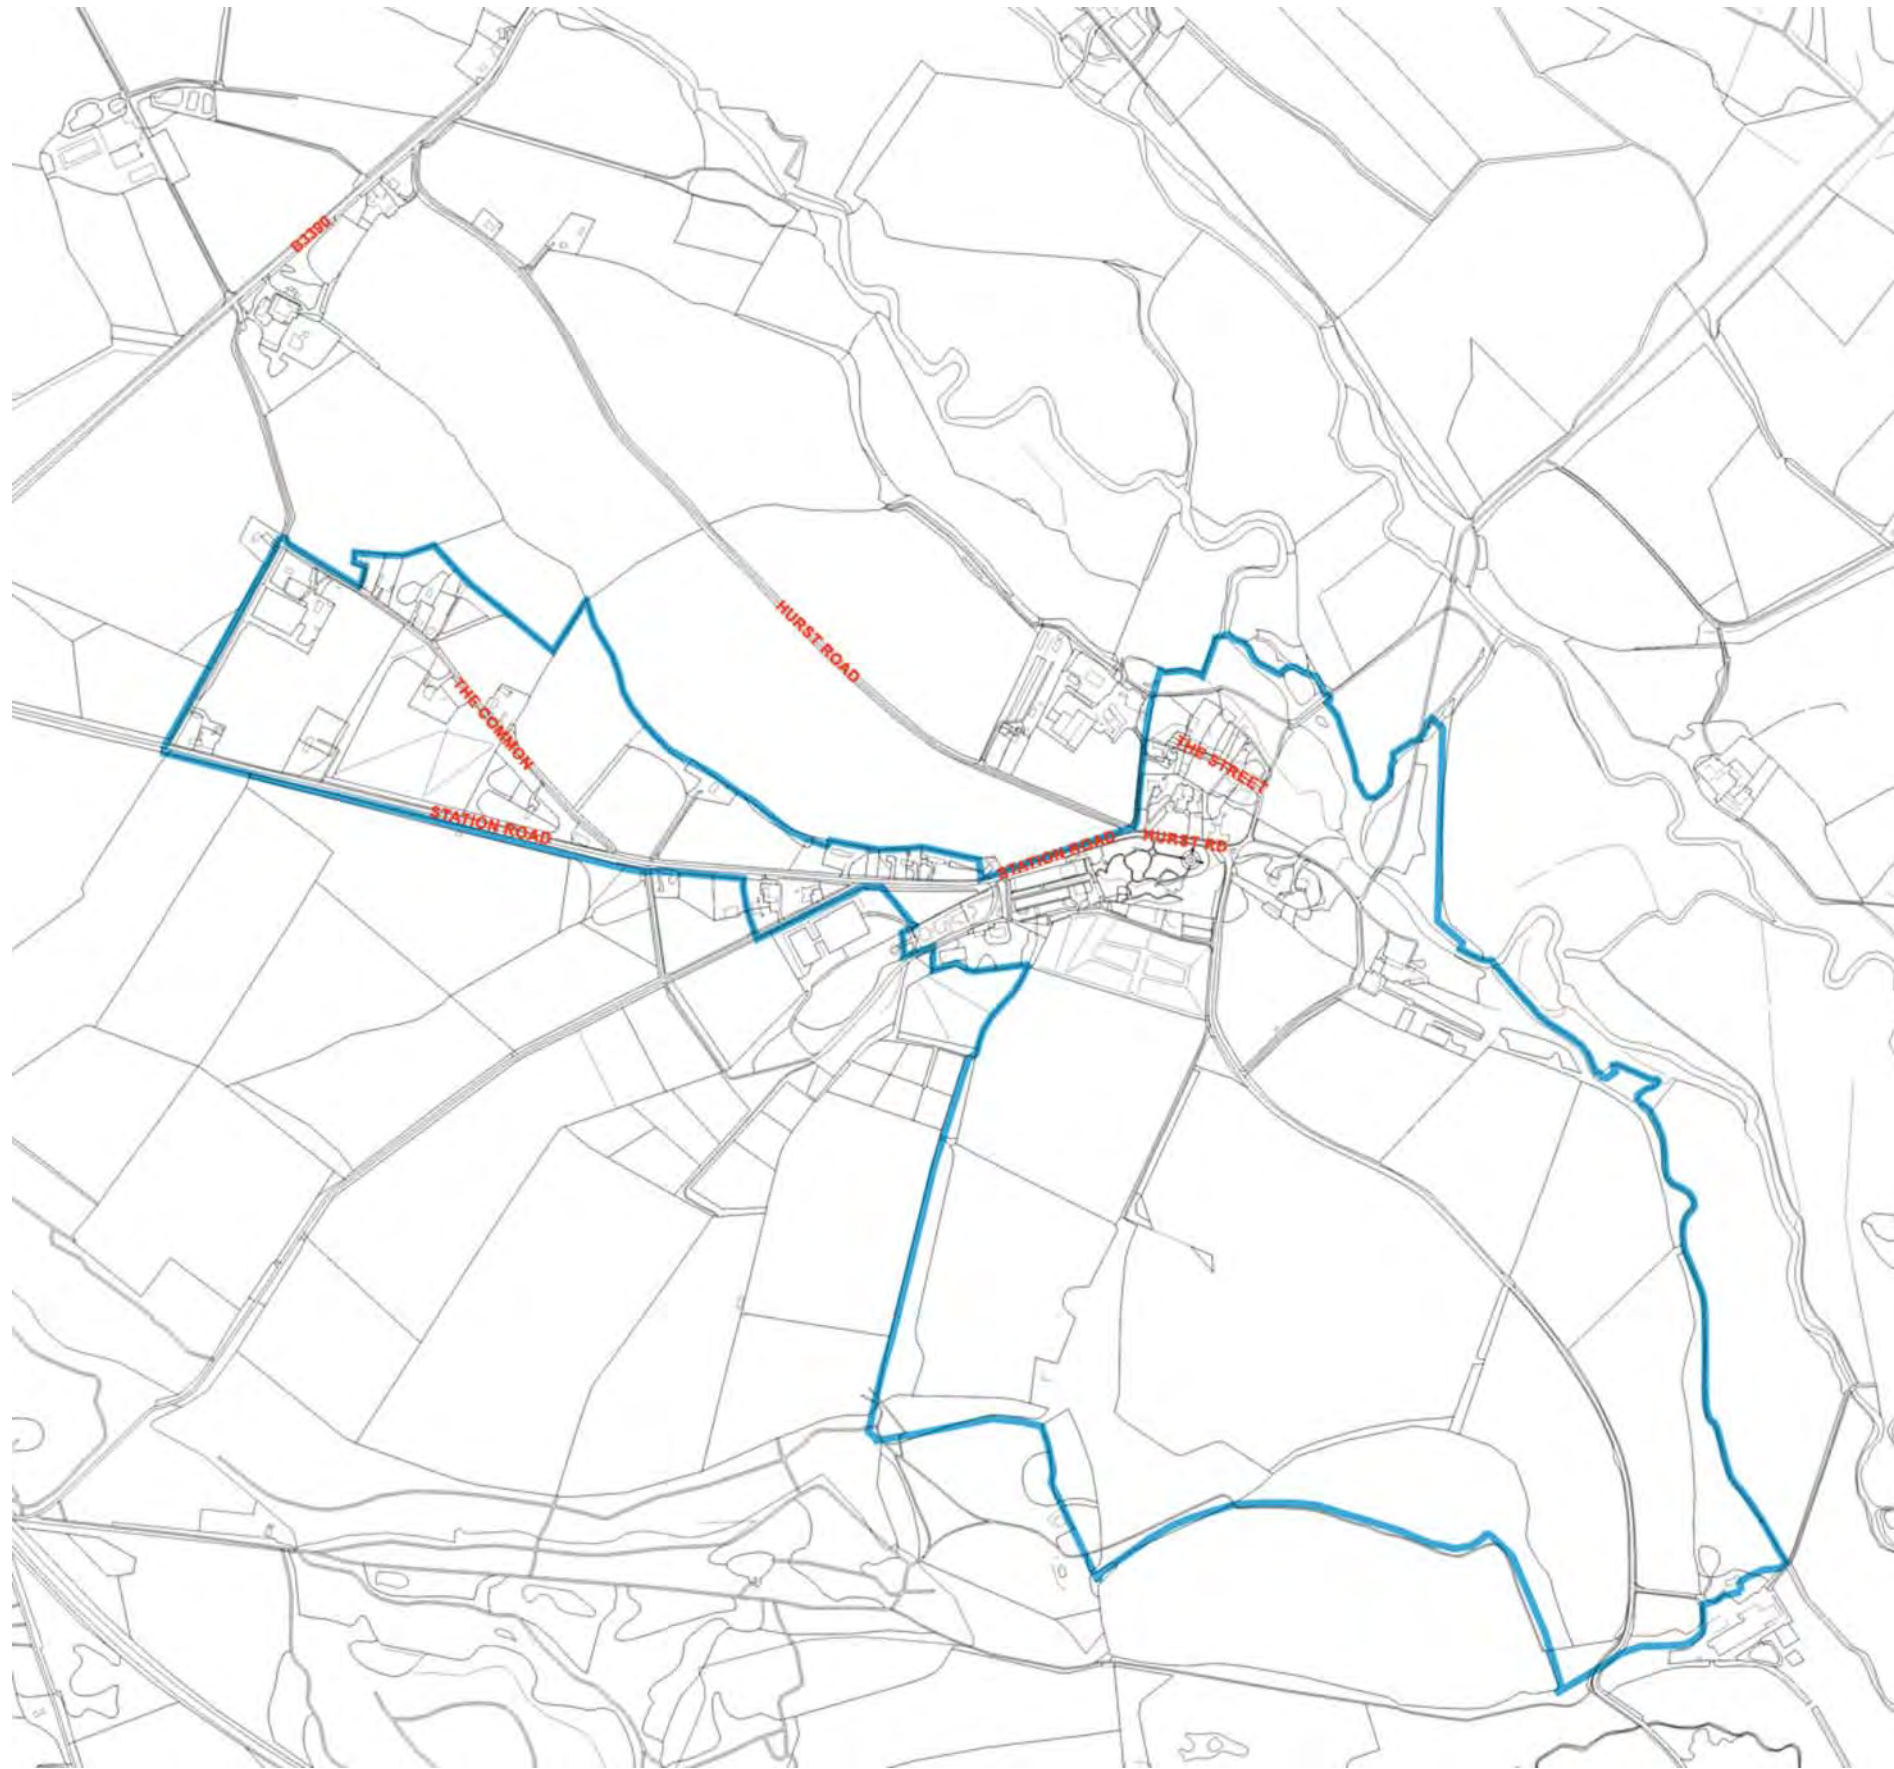 B3390
HURST ROAD
THE COMMON
THE STREET
STATION ROAD
STATION ROAD
HURST RD